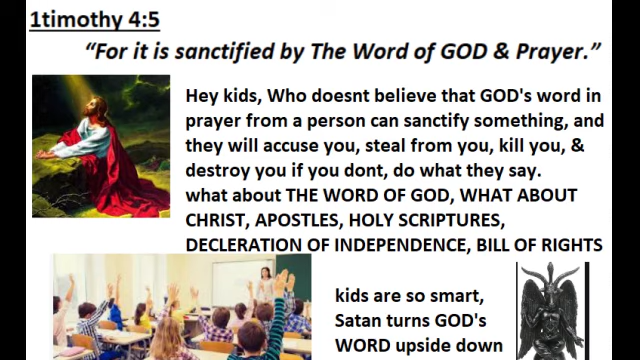 1timothy 4:5
“For it is sanctified by The Word of GOD & Prayer.”
Hey kids, Who doesnt believe that GOD's word in
prayer from a person can sanctify something, and
they will accuse you, steal from you, kill you, &
destroy you if you dont, do what they say.
what about THE WORD OF GOD, WHAT ABOUT
CHRIST, APOSTLES, HOLY SCRIPTURES,
DECLERATION OF INDEPENDENCE, BILL OF RIGHTS
kids are so smart,
Satan turns GOD's
WORD upside down